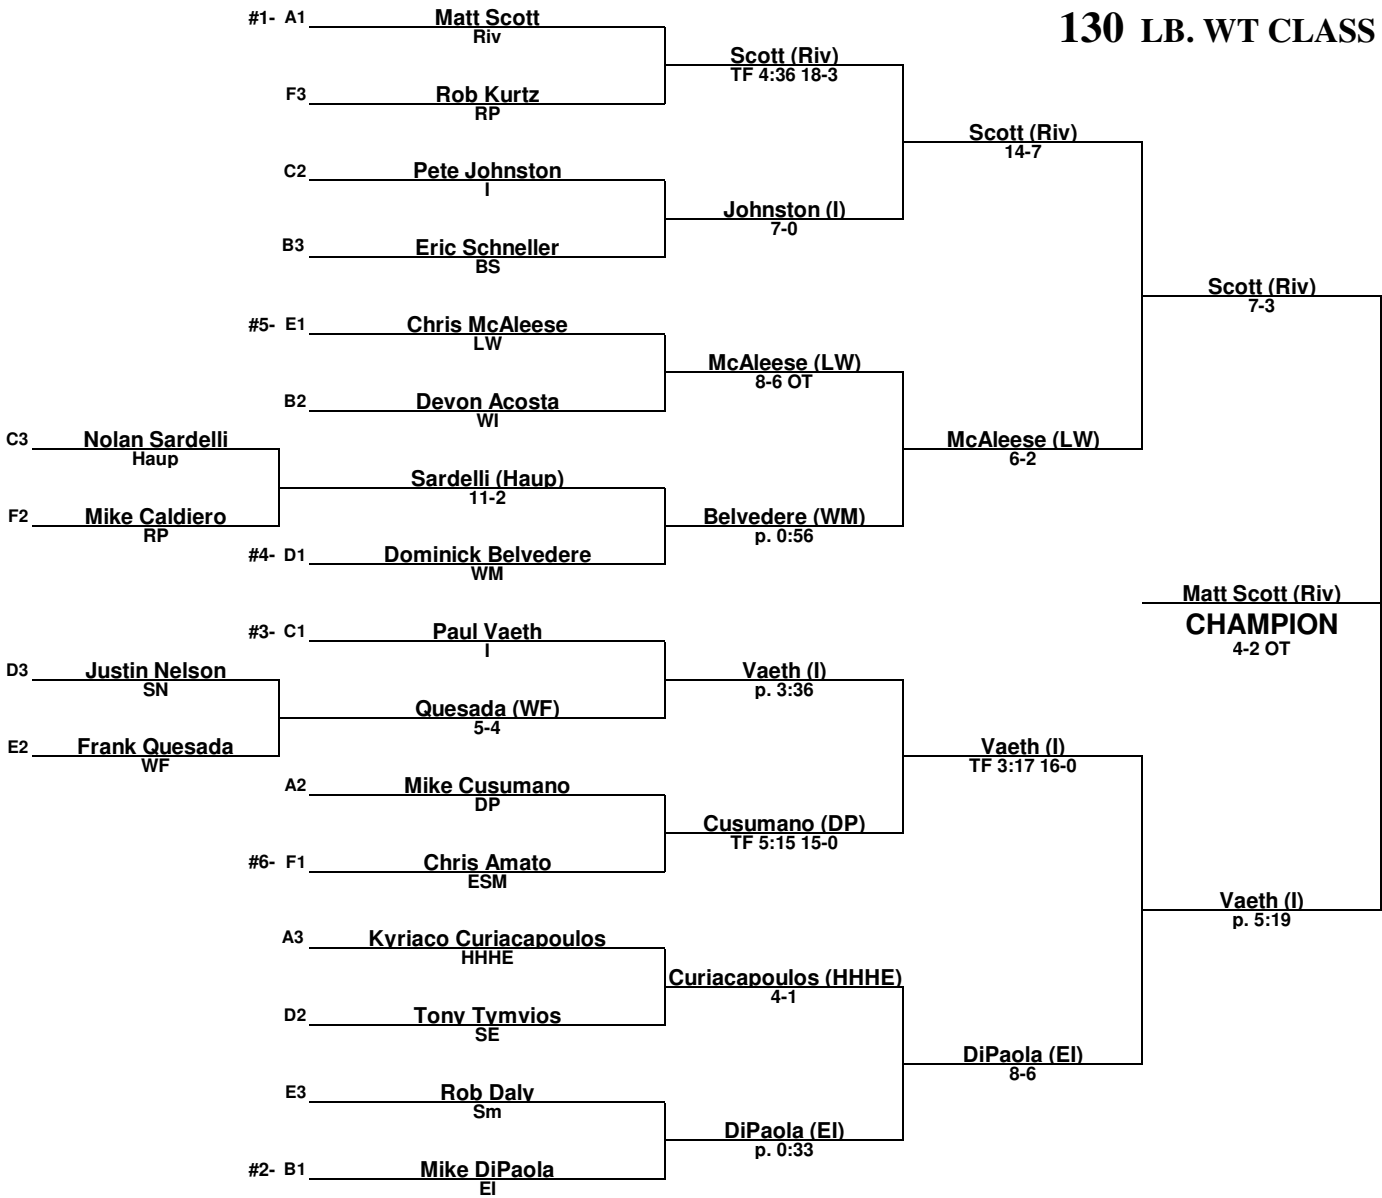 130 LB. WT CLASS
#1- A1 Matt Scott
Riv
Scott (Riv)
TF 4:36 18-3
F3 Rob Kurtz
RP
Scott (Riv)
14-7
C2 Pete Johnston
I
Johnston (I)
7-0
B3 Eric Schneller
BS
Scott (Riv)
7-3
#5- E1 Chris McAleese
LW
McAleese (LW)
8-6 OT
B2 Devon Acosta
WI
C3 Nolan Sardelli
Haup
McAleese (LW)
6-2
Sardelli (Haup)
11-2
F2 Mike Caldiero
RP
Belvedere (WM)
p. 0:56
#4- D1 Dominick Belvedere
WM
Matt Scott (Riv)
CHAMPION
4-2 OT
#3- C1 Paul Vaeth
I
D3 Justin Nelson
SN
Vaeth (I)
p. 3:36
Quesada (WF)
5-4
E2 Frank Quesada
WF
Vaeth (I)
TF 3:17 16-0
A2 Mike Cusumano
DP
Cusumano (DP)
TF 5:15 15-0
#6- F1 Chris Amato
ESM
Vaeth (I)
p. 5:19
A3 Kyriaco Curiacapoulos
HHHE
Curiacapoulos (HHHE)
4-1
D2 Tony Tymvios
SE
DiPaola (EI)
8-6
E3 Rob Daly
Sm
DiPaola (EI)
p. 0:33
#2- B1 Mike DiPaola
EI